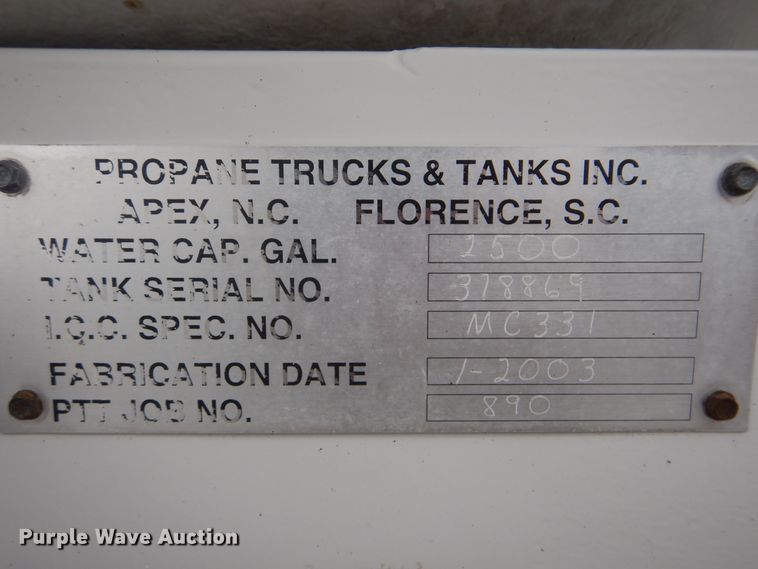 PROPANE TRUCKS & TANKS INC.
APEX, N.C. FLORENCE, S.C.
WATER CAP. GAL. 2500
TANK SERIAL NO. 378869
I.C.C. SPEC. NO. MC331
FABRICATION DATE 1-2003
PTT JOB NO. 890
Purple Wave Auction